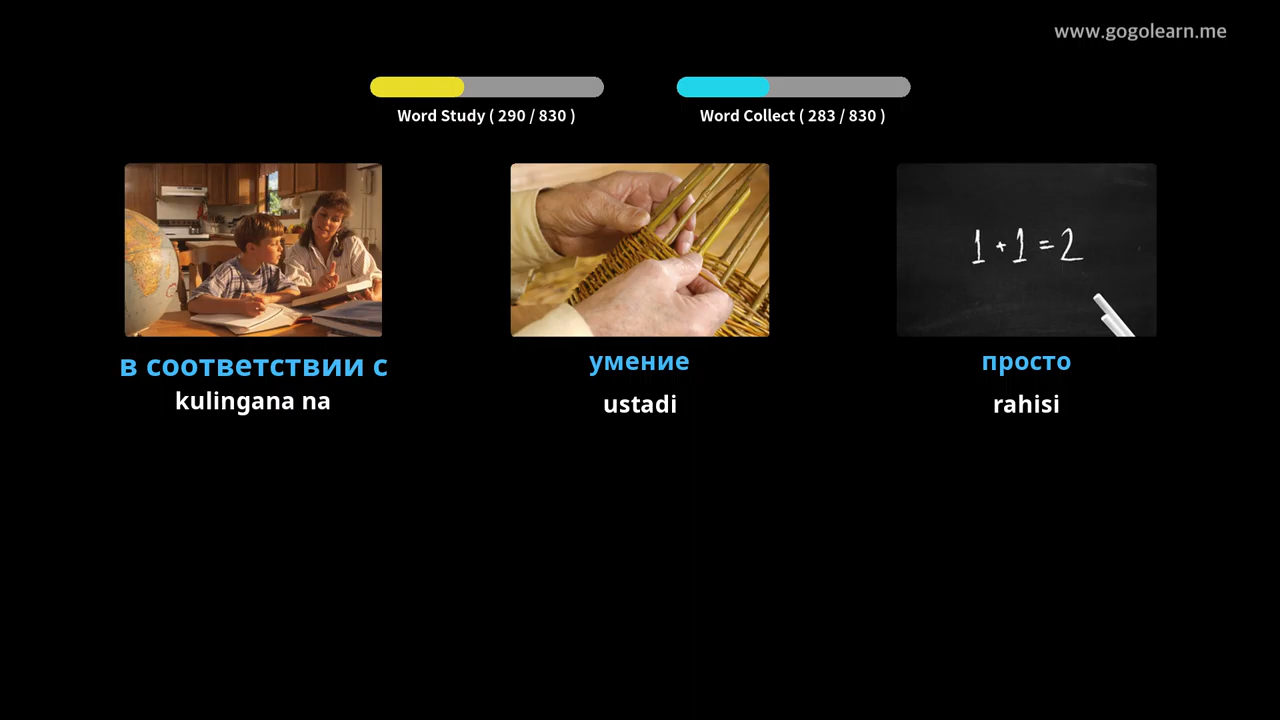 www.gogolearn.me
Word Study ( 290 / 830 )
Word Collect ( 283 / 830 )
1 + 1 = 2
в соответствии с
kulingana na
умение
ustadi
просто
rahisi